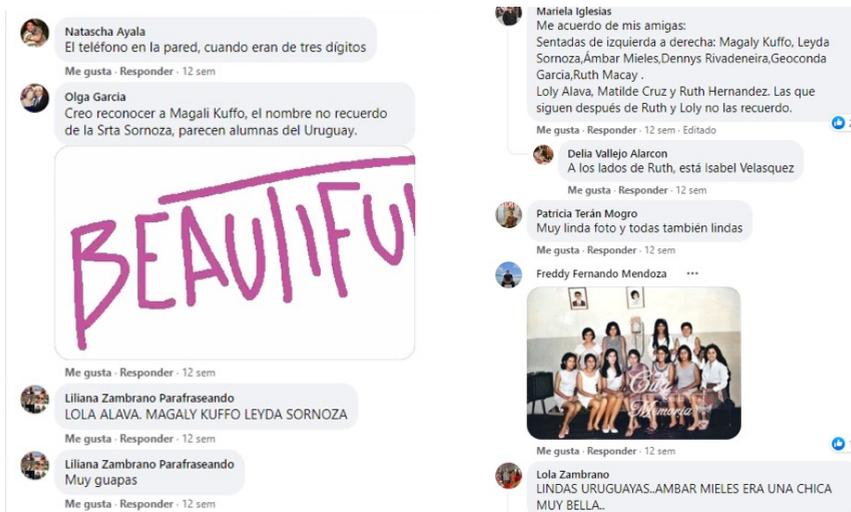 Natascha Ayala
El teléfono en la pared, cuando eran de tres dígitos
Me gusta · Responder · 12 sem
Olga Garcia
Creo reconocer a Magali Kuffo, el nombre no recuerdo
de la Srta Sornoza, parecen alumnas del Uruguay.
BEAUTIFU
Me gusta · Responder · 12 sem
Liliana Zambrano Parafraseando
LOLA ALAVA. MAGALY KUFFO LEYDA SORNOZA
Me gusta · Responder · 12 sem
Liliana Zambrano Parafraseando
Muy guapas
Me gusta · Responder · 12 sem
Mariela Iglesias
Me acuerdo de mis amigas:
Sentadas de izquierda a derecha: Magaly Kuffo, Leyda
Sornoza,Ámbar Mieles,Dennys Rivadeneira,Geoconda
Garcia,Ruth Macay .
Loly Alava, Matilde Cruz y Ruth Hernandez. Las que
siguen después de Ruth y Loly no las recuerdo.
Me gusta · Responder · 12 sem · Editado
Delia Vallejo Alarcon
A los lados de Ruth, está Isabel Velasquez
Me gusta · Responder · 12 sem
Patricia Terán Mogro
Muy linda foto y todas también lindas
Me gusta · Responder · 12 sem
Freddy Fernando Mendoza ···
Memoria
Me gusta · Responder · 12 sem
Lola Zambrano
LINDAS URUGUAYAS..AMBAR MIELES ERA UNA CHICA
MUY BELLA..